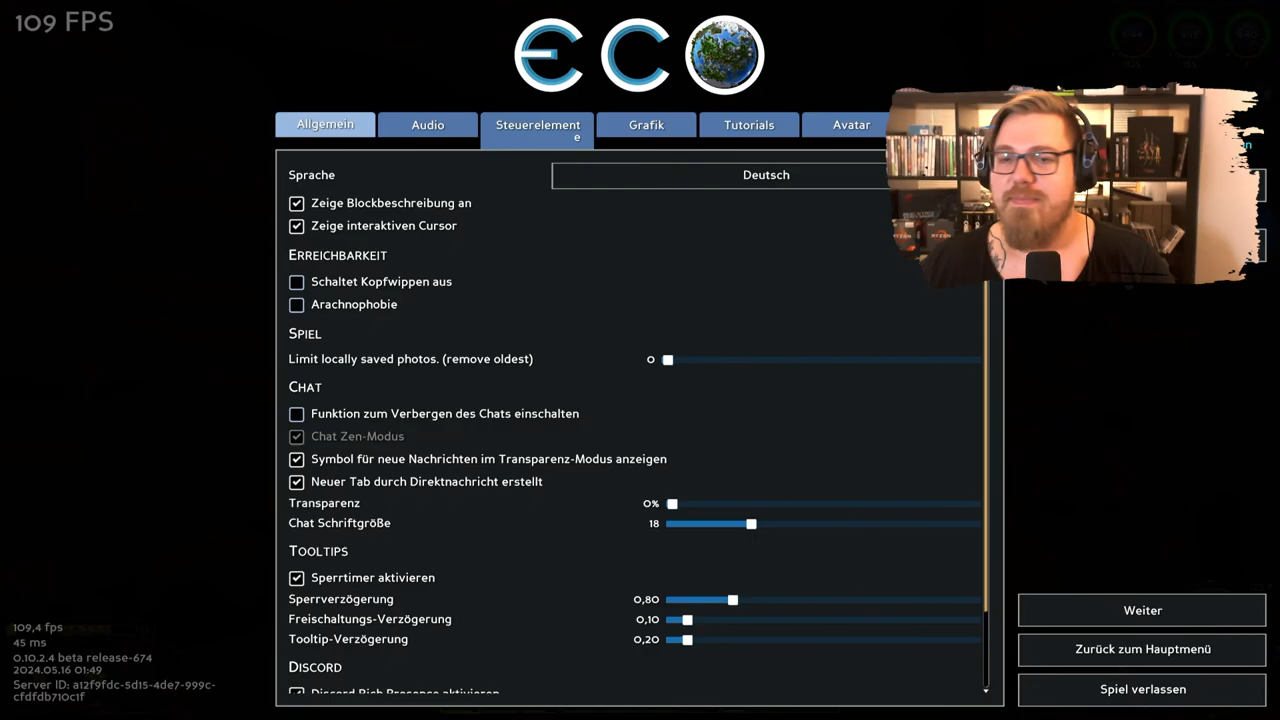 109 FPS
ECO
Allgemein
Audio
Steuerelement
e
Grafik
Tutorials
Avatar
Sprache
Deutsch
Zeige Blockbeschreibung an
Zeige interaktiven Cursor
ERREICHBARKEIT
Schaltet Kopfwippen aus
Arachnophobie
SPIEL
Limit locally saved photos. (remove oldest)
0
CHAT
Funktion zum Verbergen des Chats einschalten
Chat Zen-Modus
Symbol für neue Nachrichten im Transparenz-Modus anzeigen
Neuer Tab durch Direktnachricht erstellt
Transparenz
0%
Chat Schriftgröße
18
TOOLTIPS
Sperrtimer aktivieren
Sperrverzögerung
0,80
Freischaltungs-Verzögerung
0,10
Tooltip-Verzögerung
0,20
DISCORD
Discord Rich Presence aktivieren
Weiter
Zurück zum Hauptmenü
Spiel verlassen
109,4 fps
45 ms
0.10.2.4 beta release-674
2024.05.16 01:49
Server ID: a12f9fdc-5d15-4de7-999c-
cfdfdb710c1f